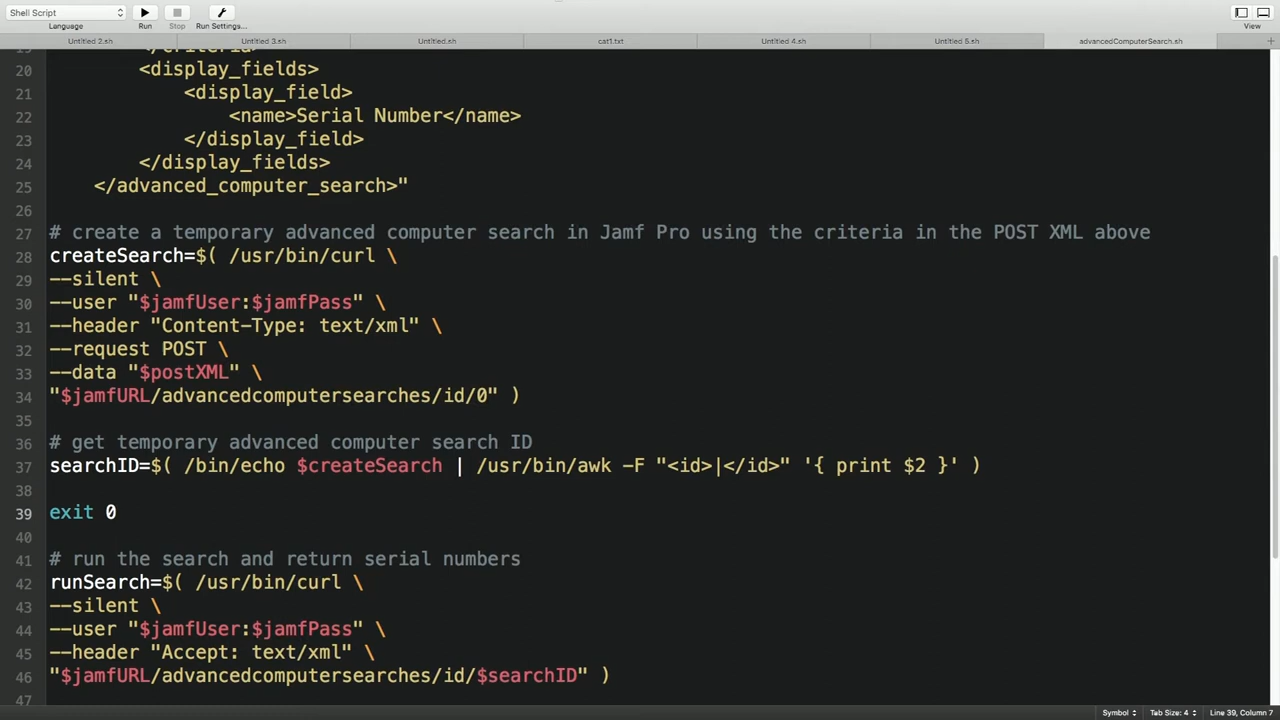 Shell Script
Language
Run
Stop
Run Settings...
View
Untitled 2.sh
Untitled 3.sh
Untitled.sh
cat1.txt
Untitled 4.sh
Untitled 5.sh
advancedComputerSearch.sh
19 </criteria>
20 <display_fields>
21 <display_field>
22 <name>Serial Number</name>
23 </display_field>
24 </display_fields>
25 </advanced_computer_search>"
26
27 # create a temporary advanced computer search in Jamf Pro using the criteria in the POST XML above
28 createSearch=$( /usr/bin/curl \
29 --silent \
30 --user "$jamfUser:$jamfPass" \
31 --header "Content-Type: text/xml" \
32 --request POST \
33 --data "$postXML" \
34 "$jamfURL/advancedcomputersearches/id/0" )
35
36 # get temporary advanced computer search ID
37 searchID=$( /bin/echo $createSearch | /usr/bin/awk -F "<id>|</id>" '{ print $2 }' )
38
39 exit 0
40
41 # run the search and return serial numbers
42 runSearch=$( /usr/bin/curl \
43 --silent \
44 --user "$jamfUser:$jamfPass" \
45 --header "Accept: text/xml" \
46 "$jamfURL/advancedcomputersearches/id/$searchID" )
47
Symbol
Tab Size: 4
Line 39, Column 7